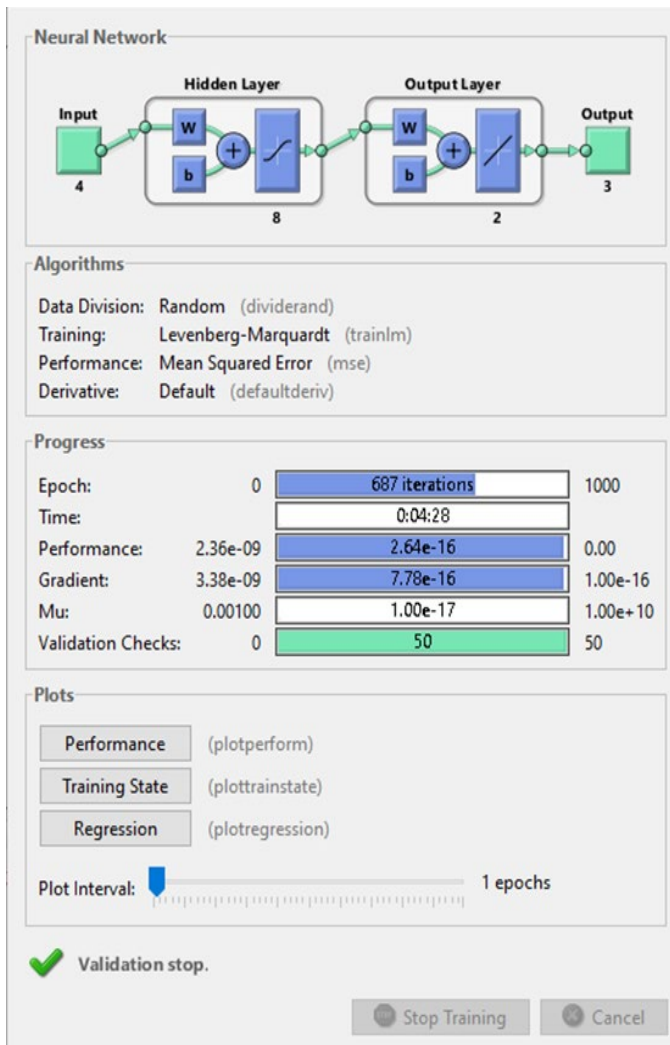 Neural Network
Hidden Layer Output Layer
Input Output
W W
b b
4 8 2 3
Algorithms
Data Division: Random (dividerand)
Training: Levenberg-Marquardt (trainlm)
Performance: Mean Squared Error (mse)
Derivative: Default (defaultderiv)
Progress
Epoch: 0 687 iterations 1000
Time: 0:04:28
Performance: 2.36e-09 2.64e-16 0.00
Gradient: 3.38e-09 7.78e-16 1.00e-16
Mu: 0.00100 1.00e-17 1.00e+10
Validation Checks: 0 50 50
Plots
Performance (plotperform)
Training State (plottrainstate)
Regression (plotregression)
Plot Interval: 1 epochs
Validation stop.
Stop Training Cancel